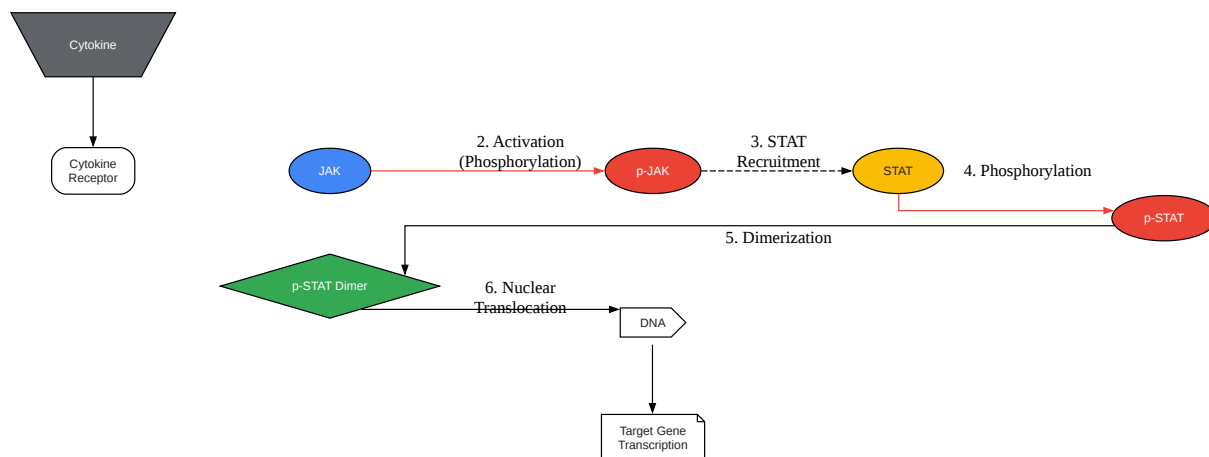 Cytokine
Cytokine
Receptor
JAK
2. Activation
(Phosphorylation)
p-JAK
3. STAT
Recruitment
STAT
4. Phosphorylation
p-STAT
5. Dimerization
p-STAT Dimer
6. Nuclear
Translocation
DNA
Target Gene
Transcription